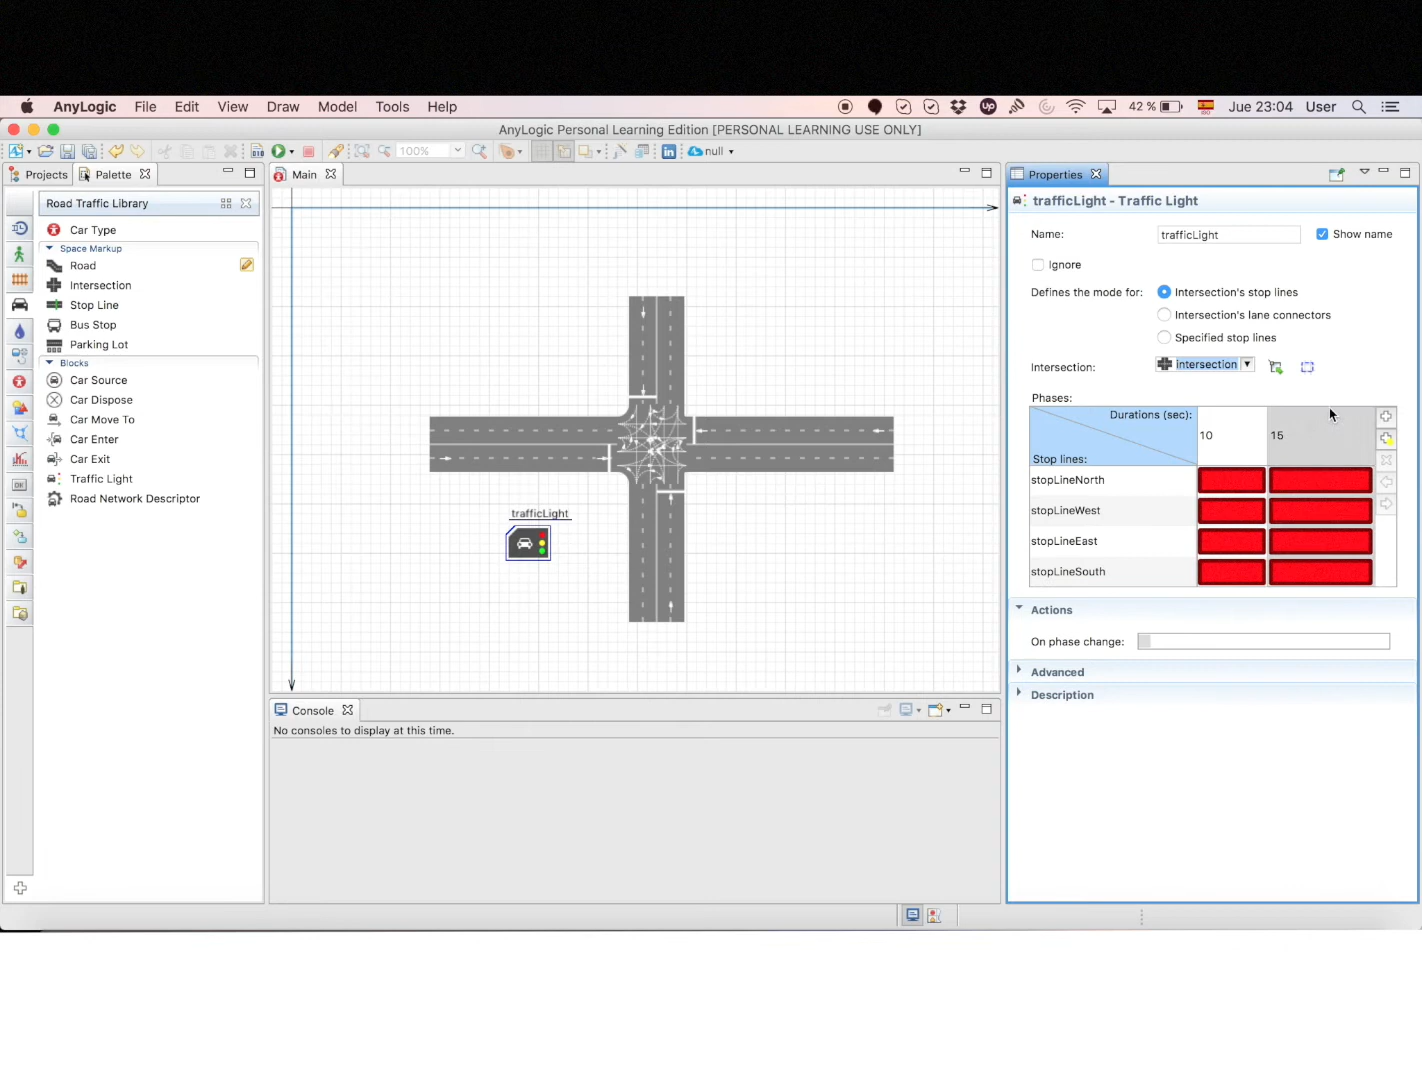 AnyLogic File Edit View Draw Model Tools Help
up 42 % Jue 23:04 User
AnyLogic Personal Learning Edition [PERSONAL LEARNING USE ONLY]
100% in null
Projects Palette Main Properties
Road Traffic Library
trafficLight - Traffic Light
Car Type
Name: trafficLight Show name
Space Markup
Road
Ignore
Intersection
Defines the mode for: Intersection's stop lines
Stop Line
Intersection's lane connectors
Bus Stop
Specified stop lines
Parking Lot
Intersection: intersection
Blocks
Car Source
Car Dispose
Car Move To
Car Enter
Car Exit
Traffic Light
Road Network Descriptor
OK
Phases:
Durations (sec):
10 15
Stop lines:
stopLineNorth
stopLineWest
stopLineEast
stopLineSouth
trafficLight
Actions
On phase change:
Advanced
Description
Console
No consoles to display at this time.